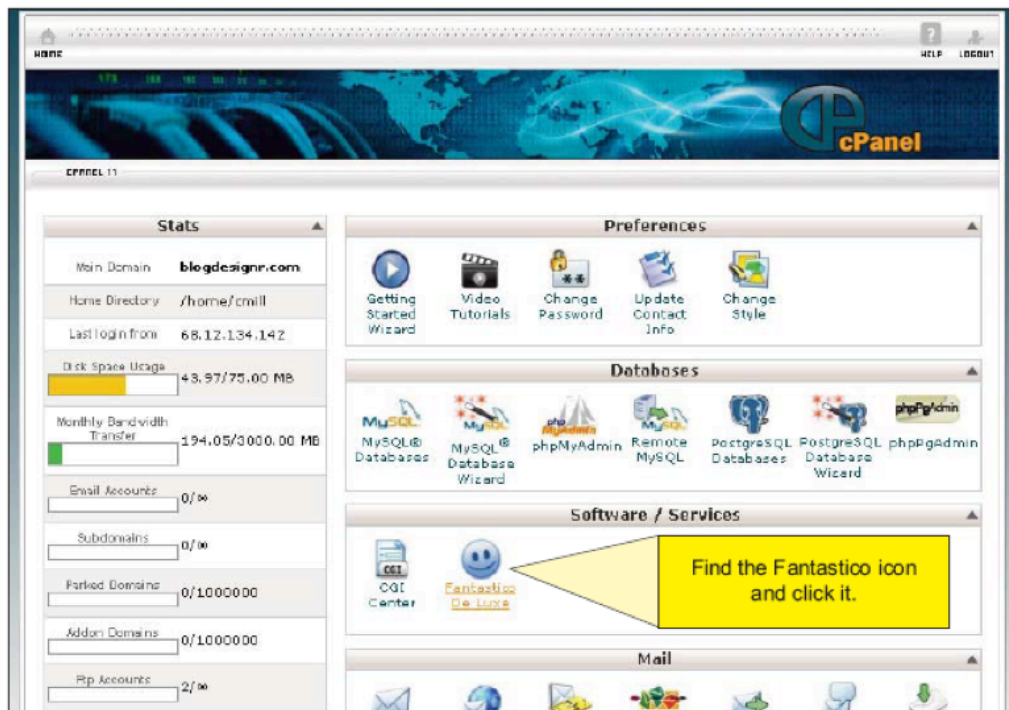 HOME
HELP LOGOUT
cPanel
CPANEL 11
Stats
Main Domain blogdesignr.com
Home Directory /home/cmill
Last login from 68.12.134.142
Disk Space Usage
43.97/75.00 MB
Monthly Bandwidth
Transfer
194.05/3000.00 MB
Email Accounts
0/∞
Subdomains
0/∞
Parked Domains
0/1000000
Addon Domains
0/1000000
Ftp Accounts
2/∞
Preferences
Getting
Started
Wizard
Video
Tutorials
Change
Password
Update
Contact
Info
Change
Style
Databases
MySQL®
Databases
MySQL®
Database
Wizard
phpMyAdmin
Remote
MySQL
PostgreSQL
Databases
PostgreSQL
Database
Wizard
phpPgAdmin
phpPgAdmin
Software / Services
CGI
CGI
Center
Fantastico
De Luxe
Find the Fantastico icon
and click it.
Mail